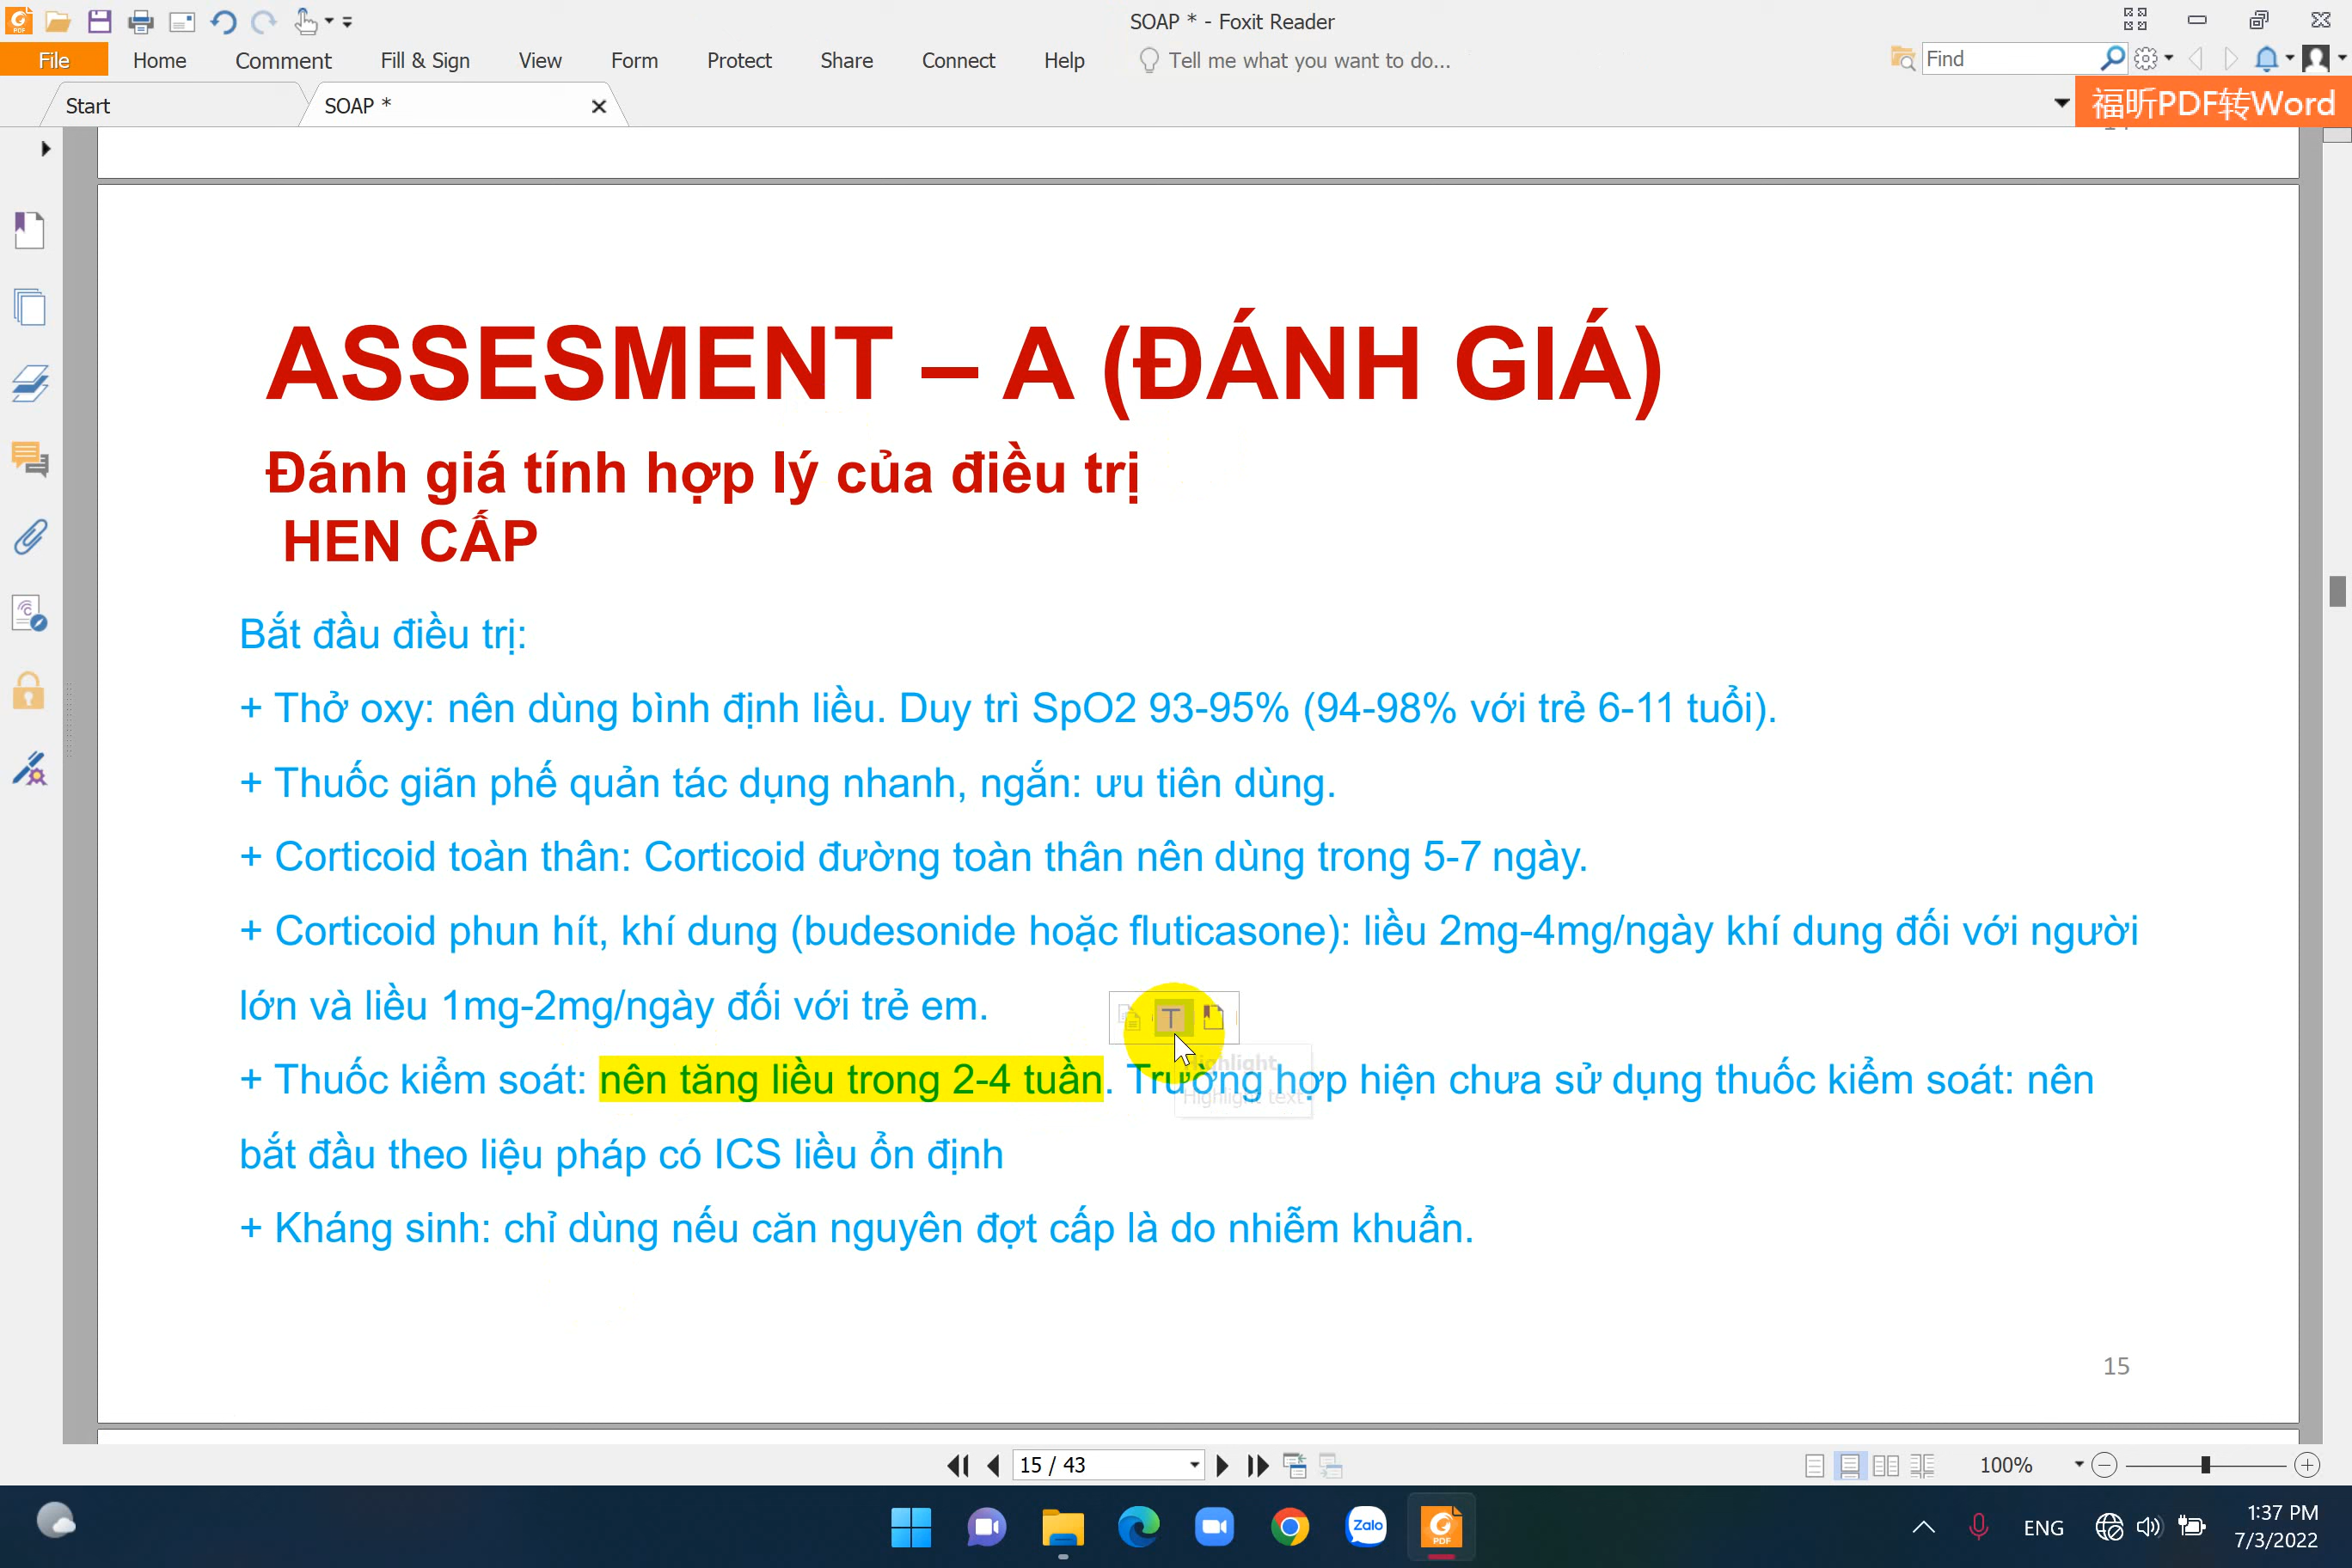 SOAP * - Foxit Reader
File Home Comment Fill & Sign View Form Protect Share Connect Help Tell me what you want to do... Find
Start SOAP * 福昕PDF转Word
ASSESMENT – A (ĐÁNH GIÁ)
Đánh giá tính hợp lý của điều trị
HEN CẤP
Bắt đầu điều trị:
+ Thở oxy: nên dùng bình định liều. Duy trì SpO2 93-95% (94-98% với trẻ 6-11 tuổi).
+ Thuốc giãn phế quản tác dụng nhanh, ngắn: ưu tiên dùng.
+ Corticoid toàn thân: Corticoid đường toàn thân nên dùng trong 5-7 ngày.
+ Corticoid phun hít, khí dung (budesonide hoặc fluticasone): liều 2mg-4mg/ngày khí dung đối với người
lớn và liều 1mg-2mg/ngày đối với trẻ em.
Highlight
+ Thuốc kiểm soát: nên tăng liều trong 2-4 tuần. Trường hợp hiện chưa sử dụng thuốc kiểm soát: nên
Highlight text
bắt đầu theo liệu pháp có ICS liều ổn định
+ Kháng sinh: chỉ dùng nếu căn nguyên đợt cấp là do nhiễm khuẩn.
15
15 / 43 100%
Zalo PDF ENG 1:37 PM
7/3/2022